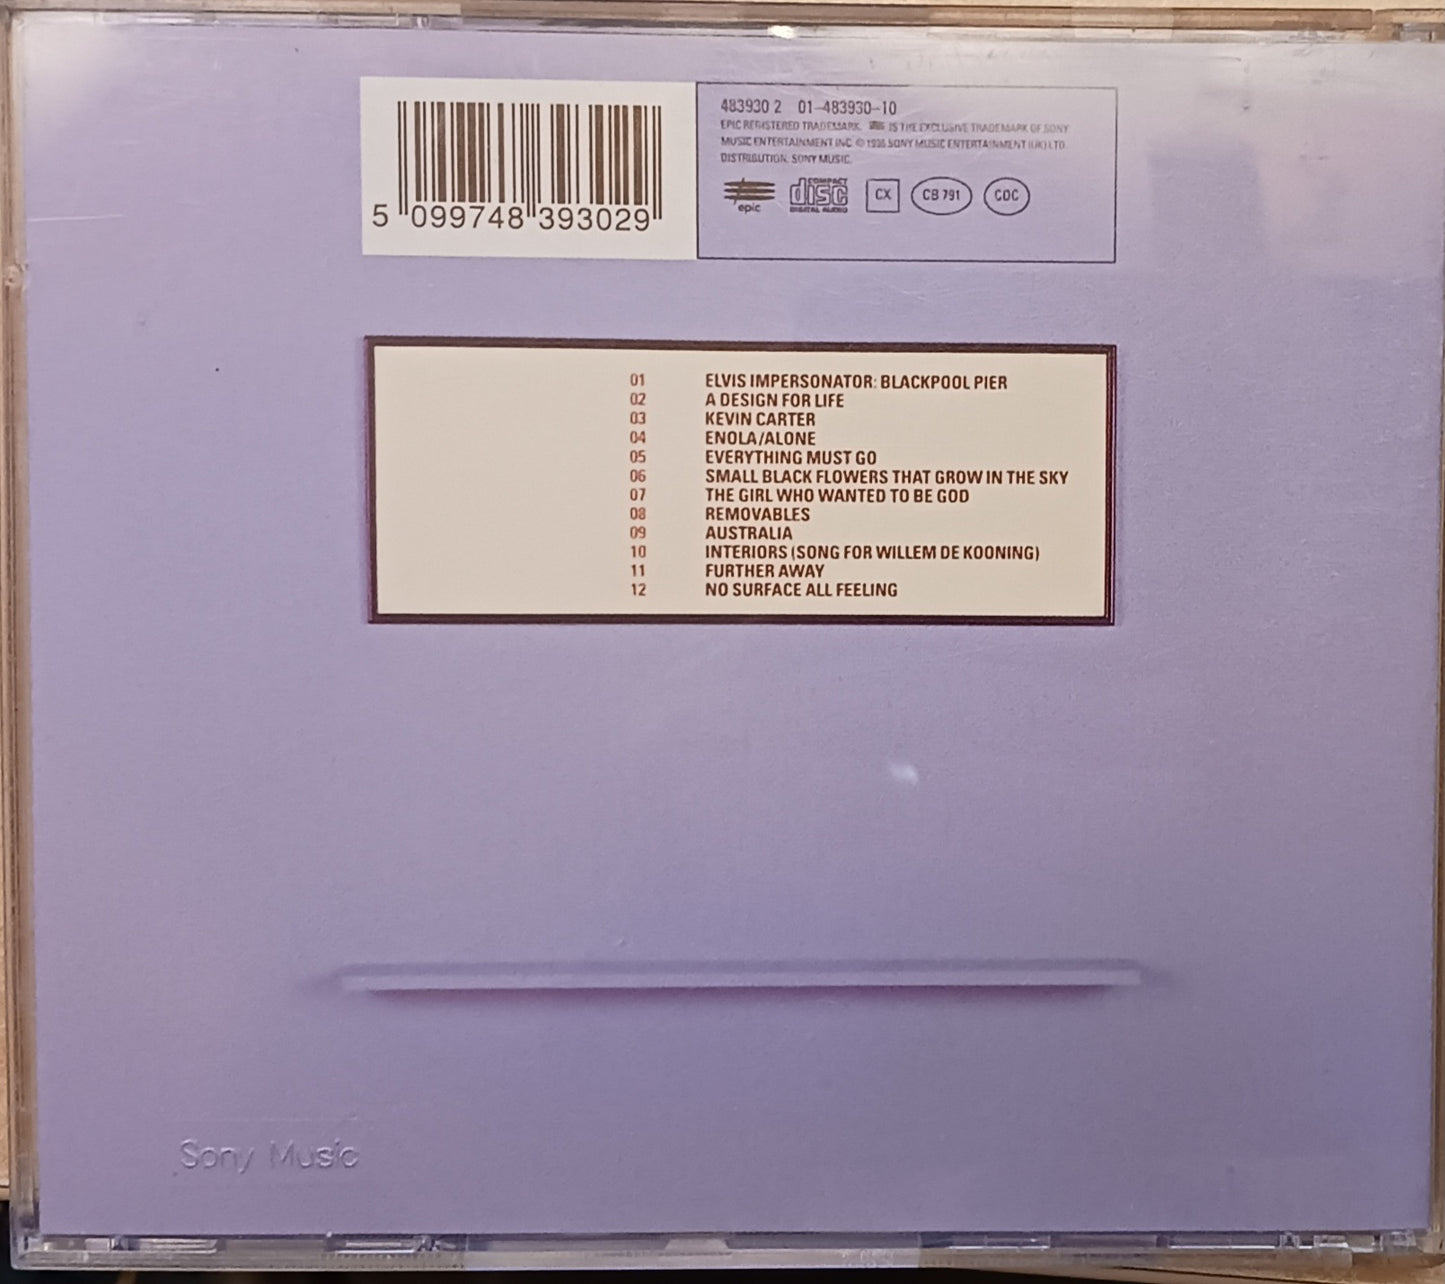 5 099748 393029
483930 2 01-483930-10
EPIC REGISTERED TRADEMARK. IS THE EXCLUSIVE TRADEMARK OF SONY
MUSIC ENTERTAINMENT INC. © 1996 SONY MUSIC ENTERTAINMENT (UK) LTD.
DISTRIBUTION. SONY MUSIC.
epic COMPACT disc DIGITAL AUDIO CX CB 791 CDC
01 ELVIS IMPERSONATOR: BLACKPOOL PIER
02 A DESIGN FOR LIFE
03 KEVIN CARTER
04 ENOLA/ALONE
05 EVERYTHING MUST GO
06 SMALL BLACK FLOWERS THAT GROW IN THE SKY
07 THE GIRL WHO WANTED TO BE GOD
08 REMOVABLES
09 AUSTRALIA
10 INTERIORS (SONG FOR WILLEM DE KOONING)
11 FURTHER AWAY
12 NO SURFACE ALL FEELING
Sony Music